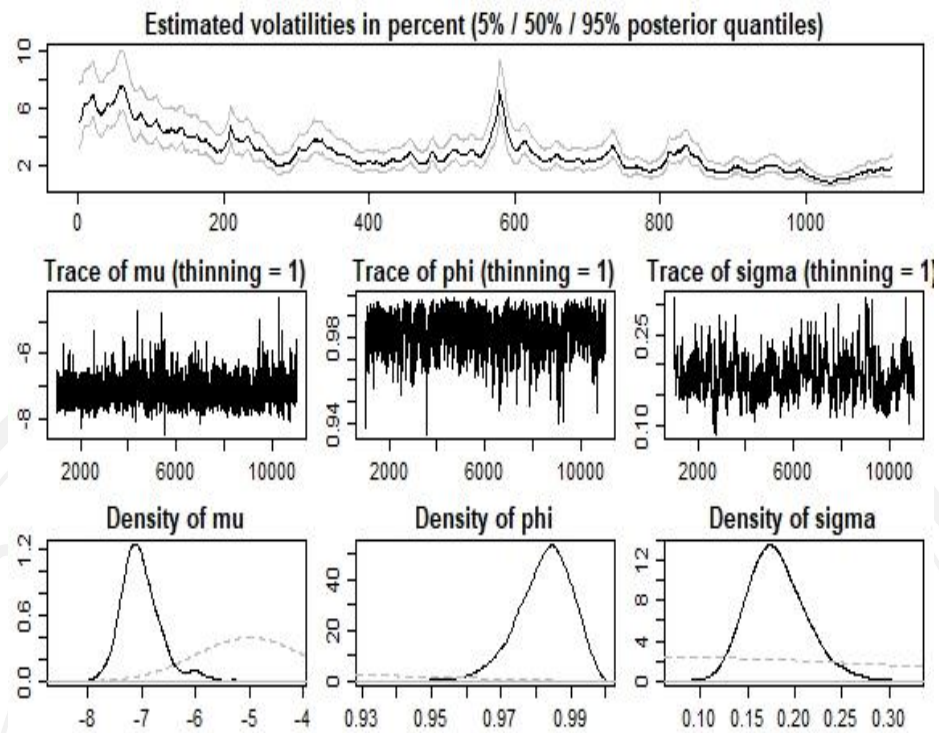 Estimated volatilities in percent (5% / 50% / 95% posterior quantiles)
10
6
2
0 200 400 600 800 1000
Trace of mu (thinning = 1) Trace of phi (thinning = 1) Trace of sigma (thinning = 1)
-6 0.98 0.25
-8 0.94 0.10
2000 6000 10000 2000 6000 10000 2000 6000 10000
Density of mu Density of phi Density of sigma
1.2 40 12
0.6 20 8
0.0 0 4
0
-8 -7 -6 -5 -4 0.93 0.95 0.97 0.99 0.10 0.15 0.20 0.25 0.30